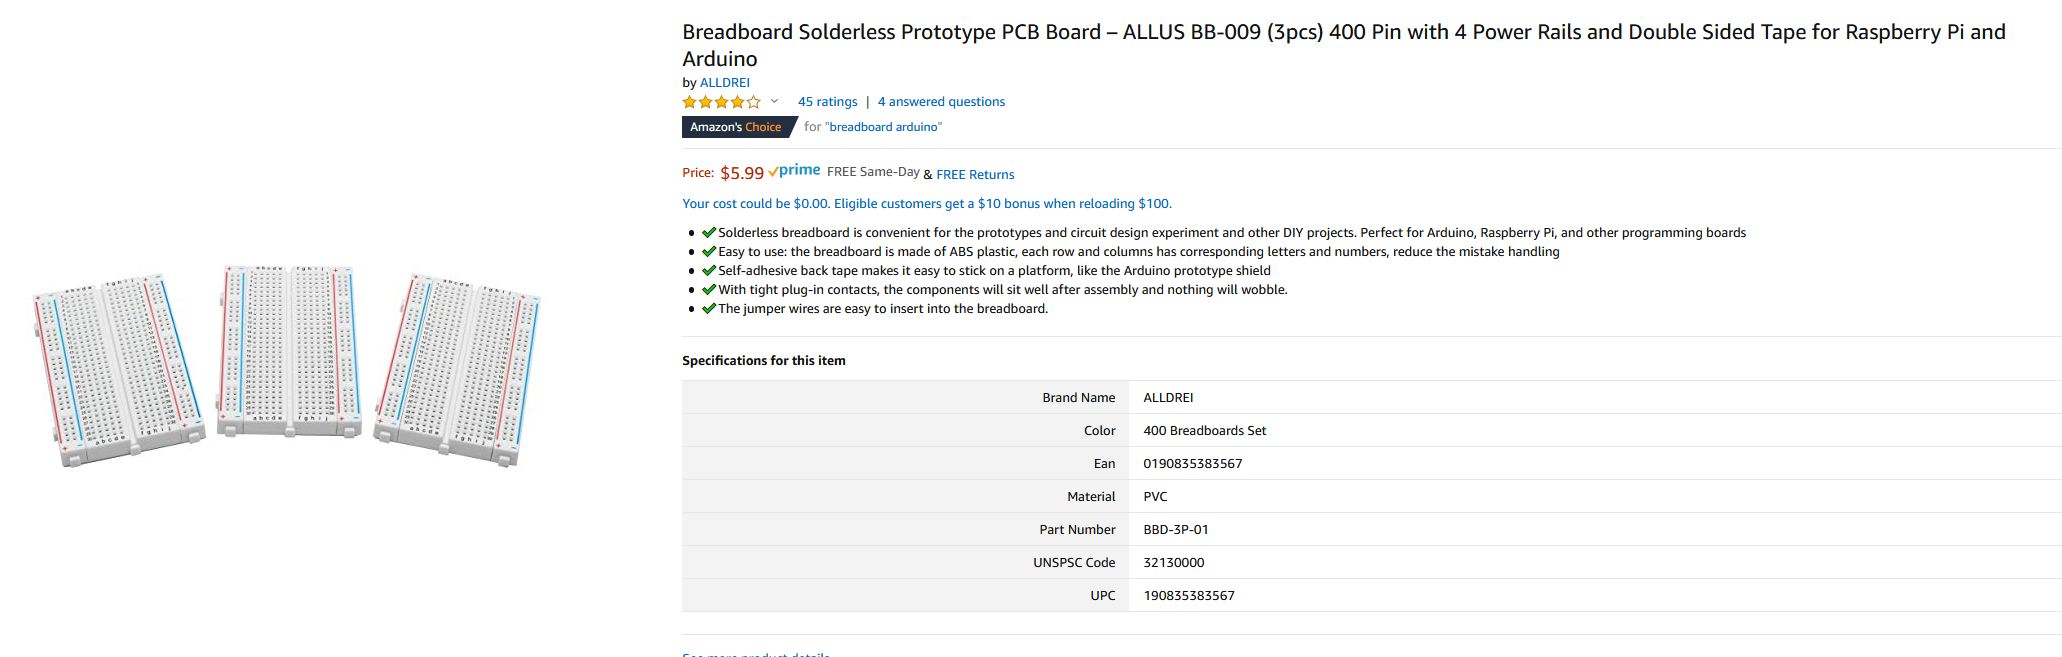 Breadboard Solderless Prototype PCB Board – ALLUS BB-009 (3pcs) 400 Pin with 4 Power Rails and Double Sided Tape for Raspberry Pi and
Arduino
by ALLDREI
45 ratings | 4 answered questions
Amazon's Choice for "breadboard arduino"
Price: $5.99 prime FREE Same-Day & FREE Returns
Your cost could be $0.00. Eligible customers get a $10 bonus when reloading $100.
Solderless breadboard is convenient for the prototypes and circuit design experiment and other DIY projects. Perfect for Arduino, Raspberry Pi, and other programming boards
Easy to use: the breadboard is made of ABS plastic, each row and columns has corresponding letters and numbers, reduce the mistake handling
Self-adhesive back tape makes it easy to stick on a platform, like the Arduino prototype shield
With tight plug-in contacts, the components will sit well after assembly and nothing will wobble.
The jumper wires are easy to insert into the breadboard.
Specifications for this item
Brand Name ALLDREI
Color 400 Breadboards Set
Ean 0190835383567
Material PVC
Part Number BBD-3P-01
UNSPSC Code 32130000
UPC 190835383567
See more product details